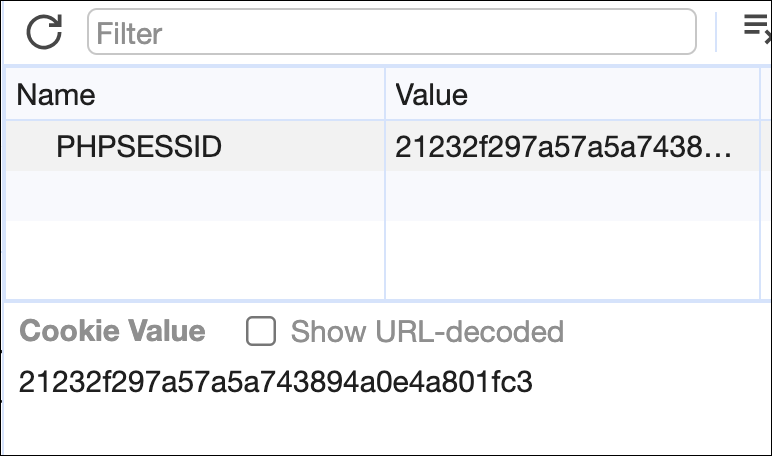 Filter
Name Value
PHPSESSID 21232f297a57a5a7438...
Cookie Value Show URL-decoded
21232f297a57a5a743894a0e4a801fc3